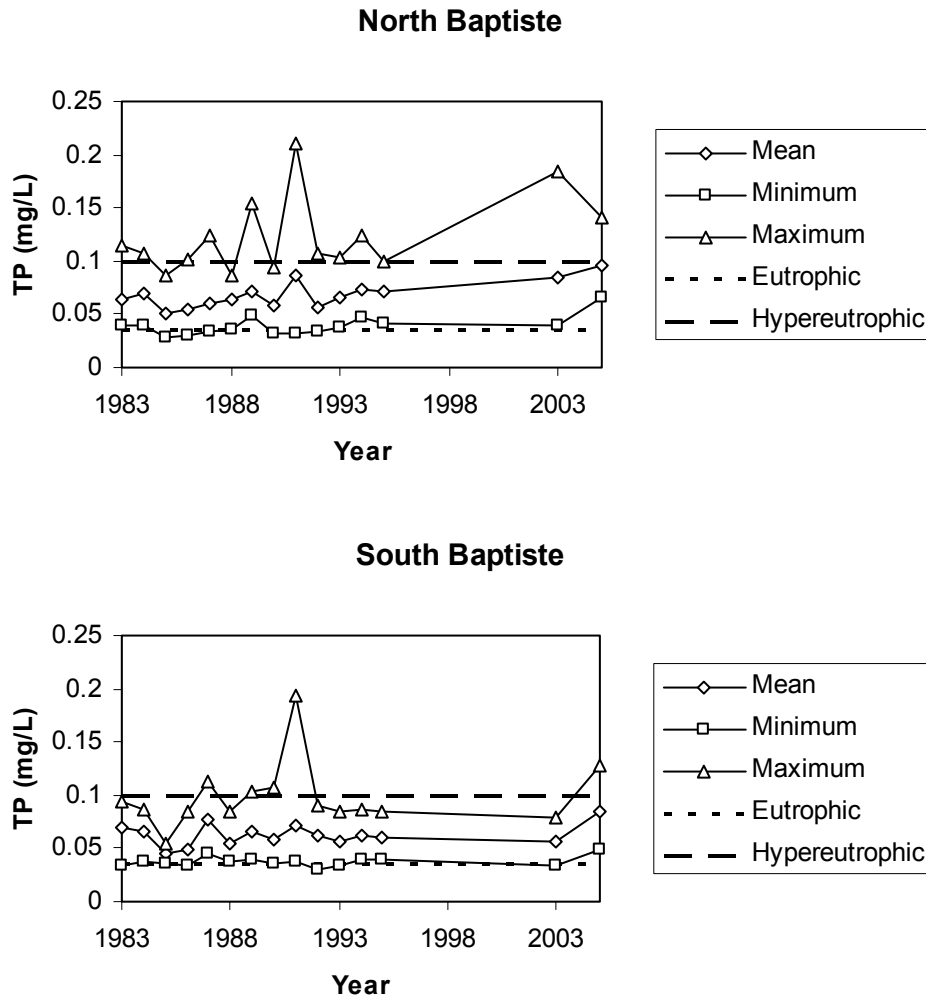 North Baptiste
0.25
0.2
0.15
0.1
0.05
0
TP (mg/L)
1983 1988 1993 1998 2003
Year
Mean
Minimum
Maximum
Eutrophic
Hypereutrophic
South Baptiste
0.25
0.2
0.15
0.1
0.05
0
TP (mg/L)
1983 1988 1993 1998 2003
Year
Mean
Minimum
Maximum
Eutrophic
Hypereutrophic